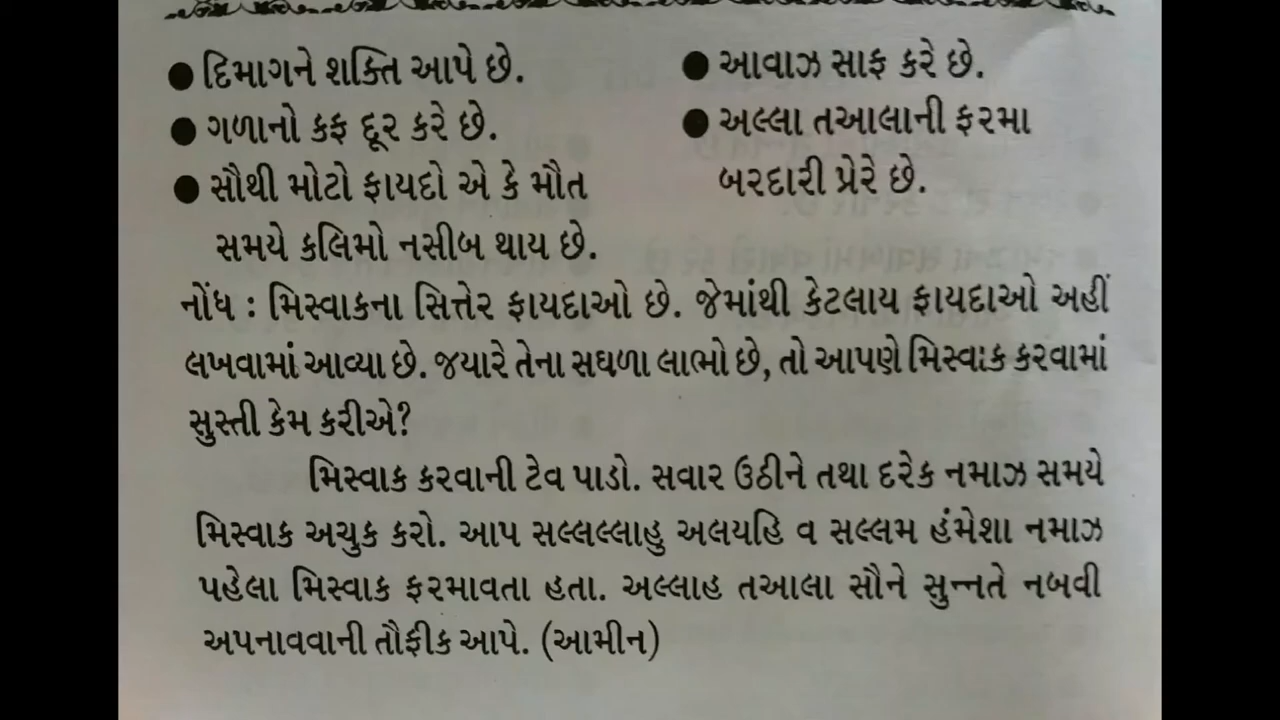 ● દિમાગને શક્તિ આપે છે.
● ગળાનો કફ દૂર કરે છે.
● સૌથી મોટો ફાયદો એ કે મૌત
સમયે કલિમો નસીબ થાય છે.
● આવાઝ સાફ કરે છે.
● અલ્લા તઆલાની ફરમા
બરદારી પ્રેરે છે.
નોંધ : મિસ્વાકના સિત્તેર ફાયદાઓ છે. જેમાંથી કેટલાય ફાયદાઓ અહીં
લખવામાં આવ્યા છે. જયારે તેના સઘળા લાભો છે, તો આપણે મિસ્વાક કરવામાં
સુસ્તી કેમ કરીએ?
મિસ્વાક કરવાની ટેવ પાડો. સવાર ઉઠીને તથા દરેક નમાઝ સમયે
મિસ્વાક અચુક કરો. આપ સલ્લલ્લાહુ અલયહિ વ સલ્લમ હંમેશા નમાઝ
પહેલા મિસ્વાક ફરમાવતા હતા. અલ્લાહ તઆલા સૌને સુન્નતે નબવી
અપનાવવાની તૌફીક આપે. (આમીન)